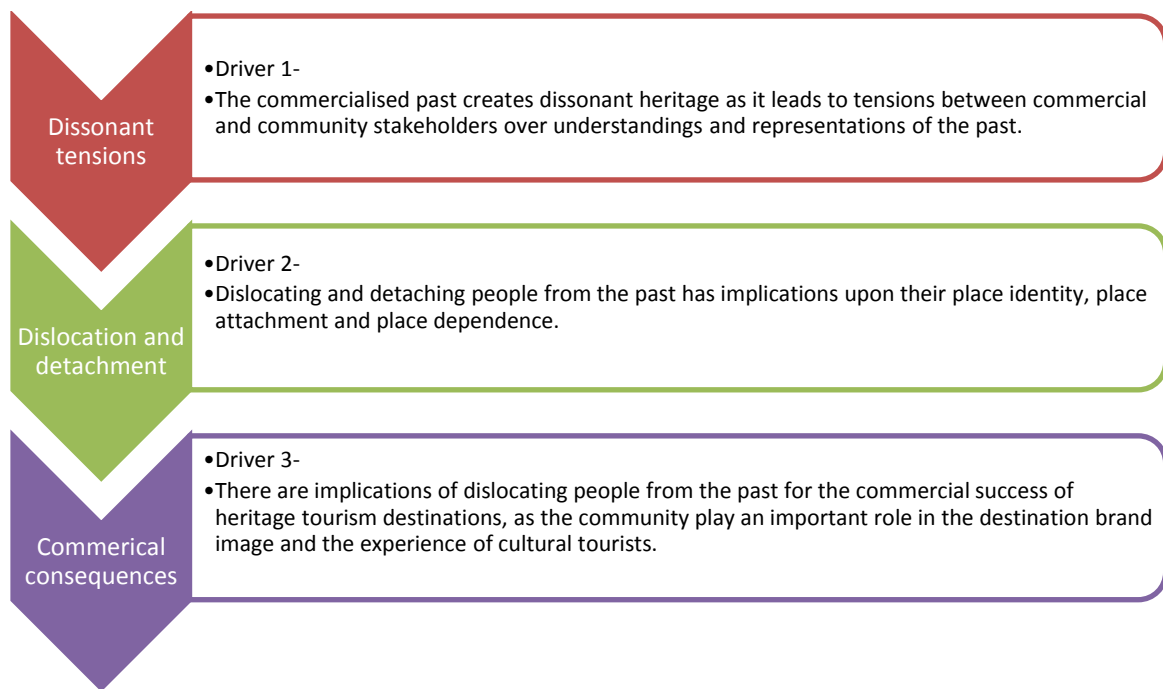 Dissonant
tensions
•Driver 1-
•The commercialised past creates dissonant heritage as it leads to tensions between commercial
and community stakeholders over understandings and representations of the past.
Dislocation and
detachment
•Driver 2-
•Dislocating and detaching people from the past has implications upon their place identity, place
attachment and place dependence.
Commerical
consequences
•Driver 3-
•There are implications of dislocating people from the past for the commercial success of
heritage tourism destinations, as the community play an important role in the destination brand
image and the experience of cultural tourists.